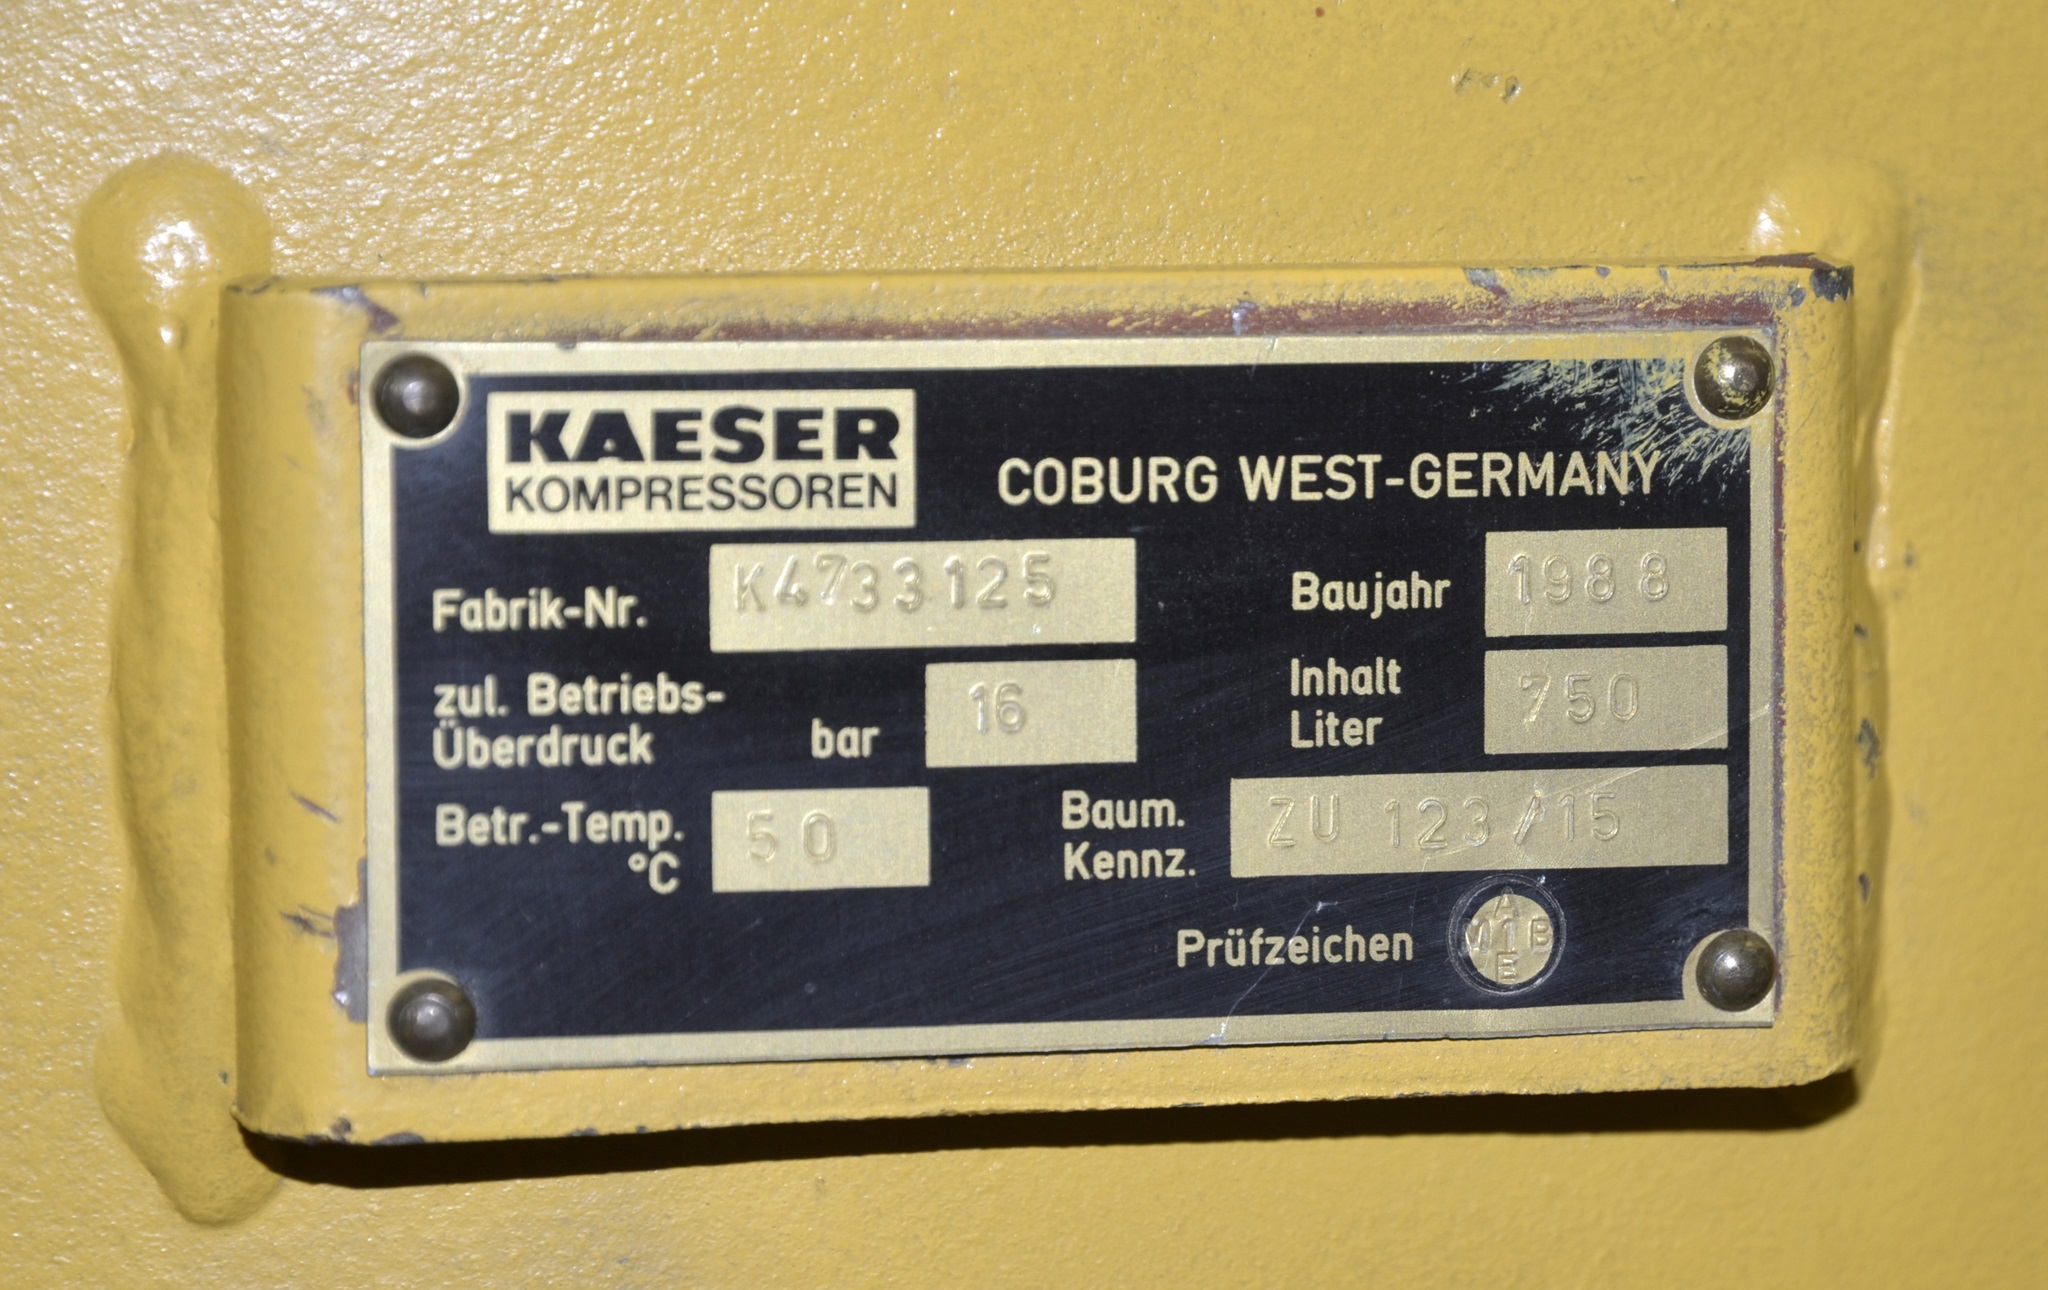 KAESER
KOMPRESSOREN
COBURG WEST-GERMANY
Fabrik-Nr. K4733125
Baujahr 1988
zul. Betriebs-
Überdruck bar 16
Inhalt
Liter 750
Betr.-Temp.
°C 50
Baum.
Kennz. ZU 123/15
Prüfzeichen
A
1 B
E